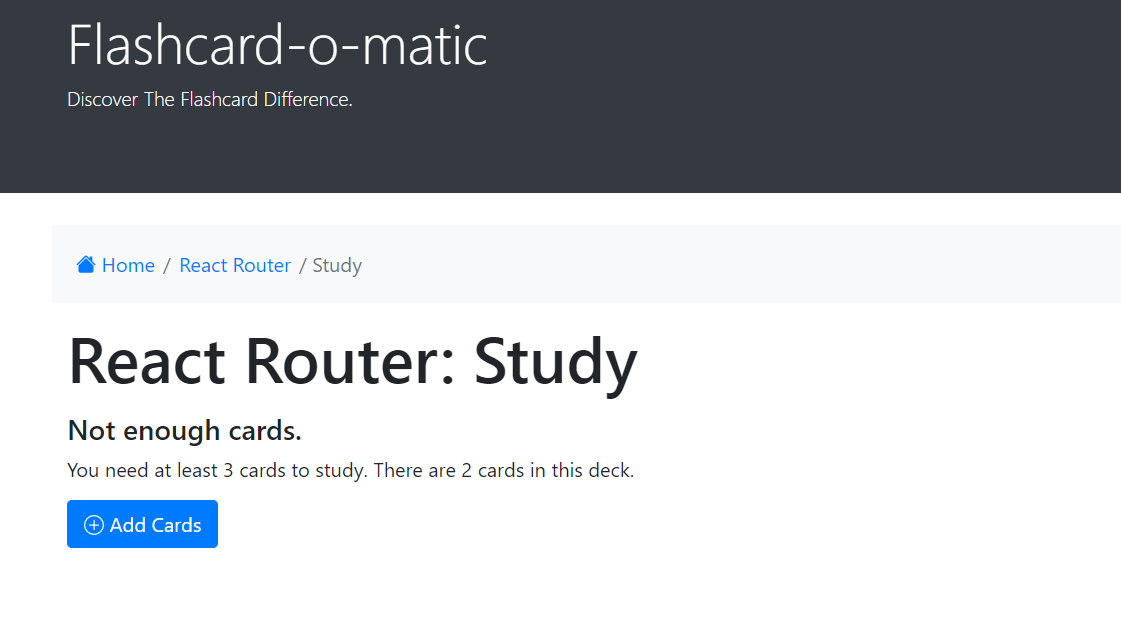 Flashcard-o-matic
Discover The Flashcard Difference.
Home / React Router / Study
React Router: Study
Not enough cards.
You need at least 3 cards to study. There are 2 cards in this deck.
Add Cards